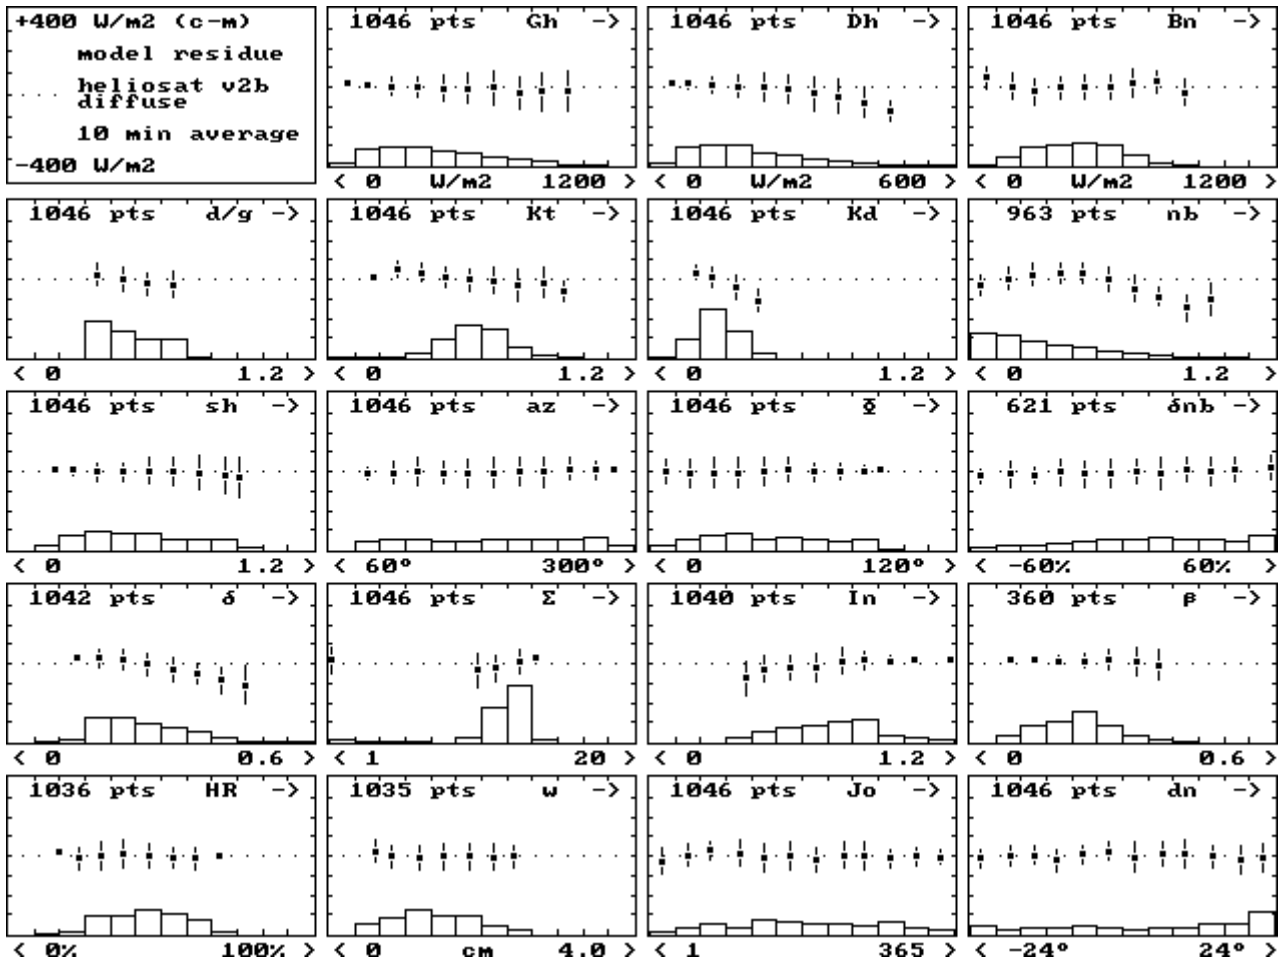 +400 W/m2 (c-m)
model residue
heliosat v2b
diffuse
10 min average
-400 W/m2
1046 pts Gh ->
< 0 W/m2 1200 >
1046 pts Dh ->
< 0 W/m2 600 >
1046 pts Bn ->
< 0 W/m2 1200 >
1046 pts d/g ->
< 0 1.2 >
1046 pts Kt ->
< 0 1.2 >
1046 pts Kd ->
< 0 1.2 >
963 pts nb ->
< 0 1.2 >
1046 pts sh ->
< 0 1.2 >
1046 pts az ->
< 60° 300° >
1046 pts Φ ->
< 0 120° >
621 pts δnb ->
< -60% 60% >
1042 pts δ ->
< 0 0.6 >
1046 pts Σ ->
< 1 20 >
1040 pts In ->
< 0 1.2 >
360 pts β ->
< 0 0.6 >
1036 pts HR ->
< 0% 100% >
1035 pts w ->
< 0 cm 4.0 >
1046 pts Jo ->
< 1 365 >
1046 pts dn ->
< -24° 24° >